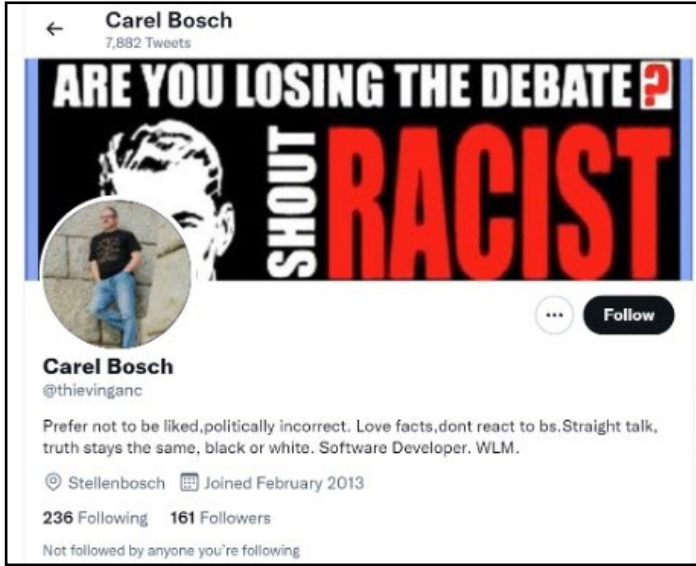 Carel Bosch
7,882 Tweets
ARE YOU LOSING THE DEBATE?
SHOUT
RACIST
Follow
Carel Bosch
@thievinganc
Prefer not to be liked,politically incorrect. Love facts,dont react to bs.Straight talk,
truth stays the same, black or white. Software Developer. WLM.
Stellenbosch Joined February 2013
236 Following 161 Followers
Not followed by anyone you're following